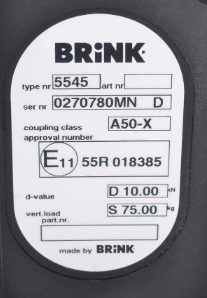 BRiNK
type nr 5545 art nr
ser nr 0270780MN D
coupling class A50-X
approval number
E11 55R 018385
d-value D 10.00 kN
vert.load S 75.00 kg
part.nr.
made by BRiNK